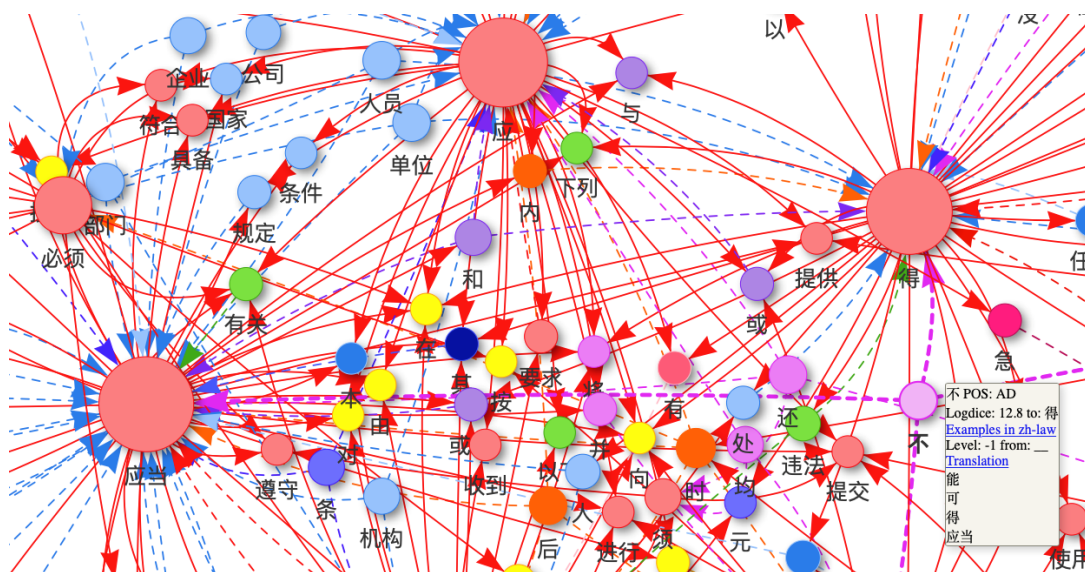 以
没
企业
公司
人员
符合
国家
应
与
具备
单位
条件
内
下列
部门
规定
必须
和
提供
得
任
有关
或
急
在
其
按
要求
将
本
由
有
还
不
不 POS: AD
Logdice: 12.8 to: 得
Examples in zh-law
Level: -1 from: __
Translation
能
可
得
应当
对
或
并
处
应当
遵守
收到
以
向
违法
提交
条
人
时
均
机构
后
进行
须
元
使用